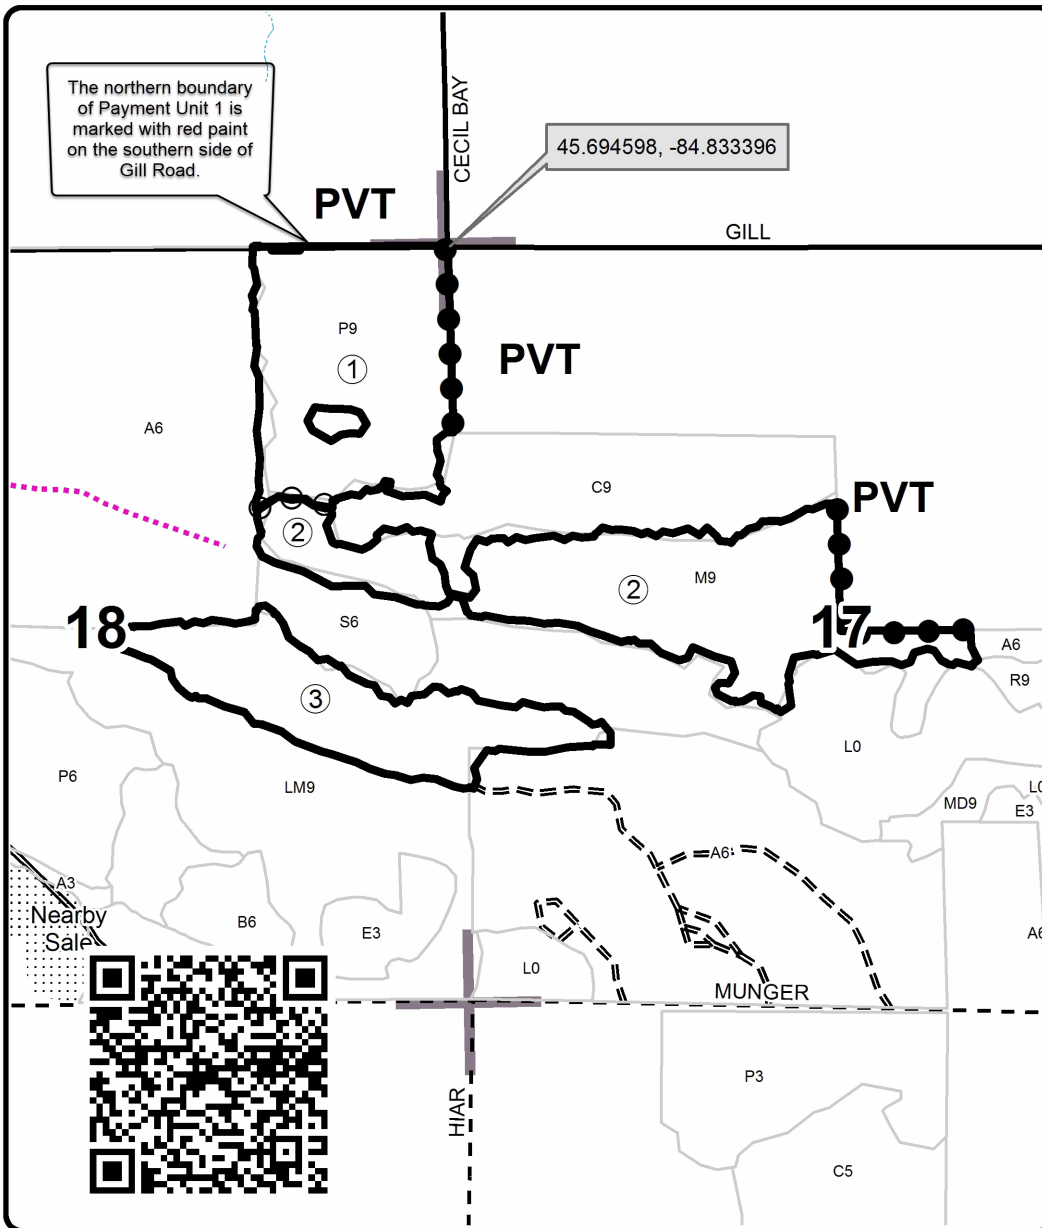 The northern boundary
of Payment Unit 1 is
marked with red paint
on the southern side of
Gill Road.
CECIL BAY
45.694598, -84.833396
PVT
GILL
P9
PVT
1
A6
C9
PVT
2
M9
2
18
S6
17
A6
R9
3
L0
P6
LM9
MD9
L0
E3
A6
A3
Nearby
Sale
B6
E3
A6
L0
MUNGER
HIAR
P3
C5